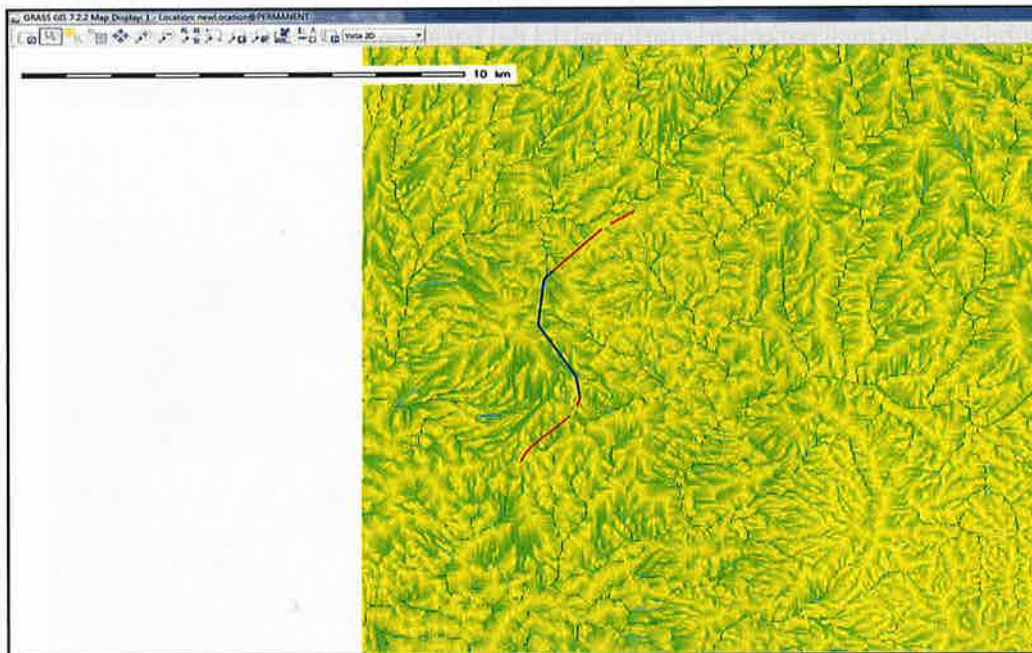 GRASS GIS 7.2.2 Map Display: 1 - Location: newLocation@PERMANENT
Vista 2D
10 km